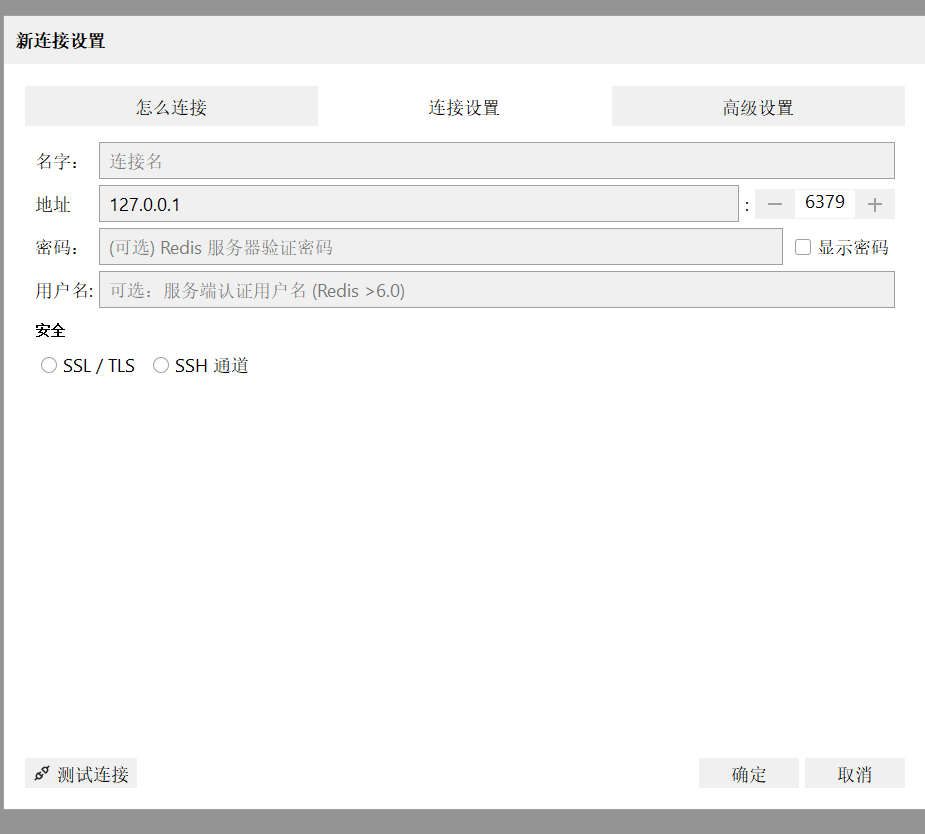 新连接设置
怎么连接 连接设置 高级设置
名字： 连接名
地址 127.0.0.1 : 6379
密码： (可选) Redis 服务器验证密码 显示密码
用户名: 可选：服务端认证用户名 (Redis >6.0)
安全
SSL / TLS SSH 通道
测试连接 确定 取消